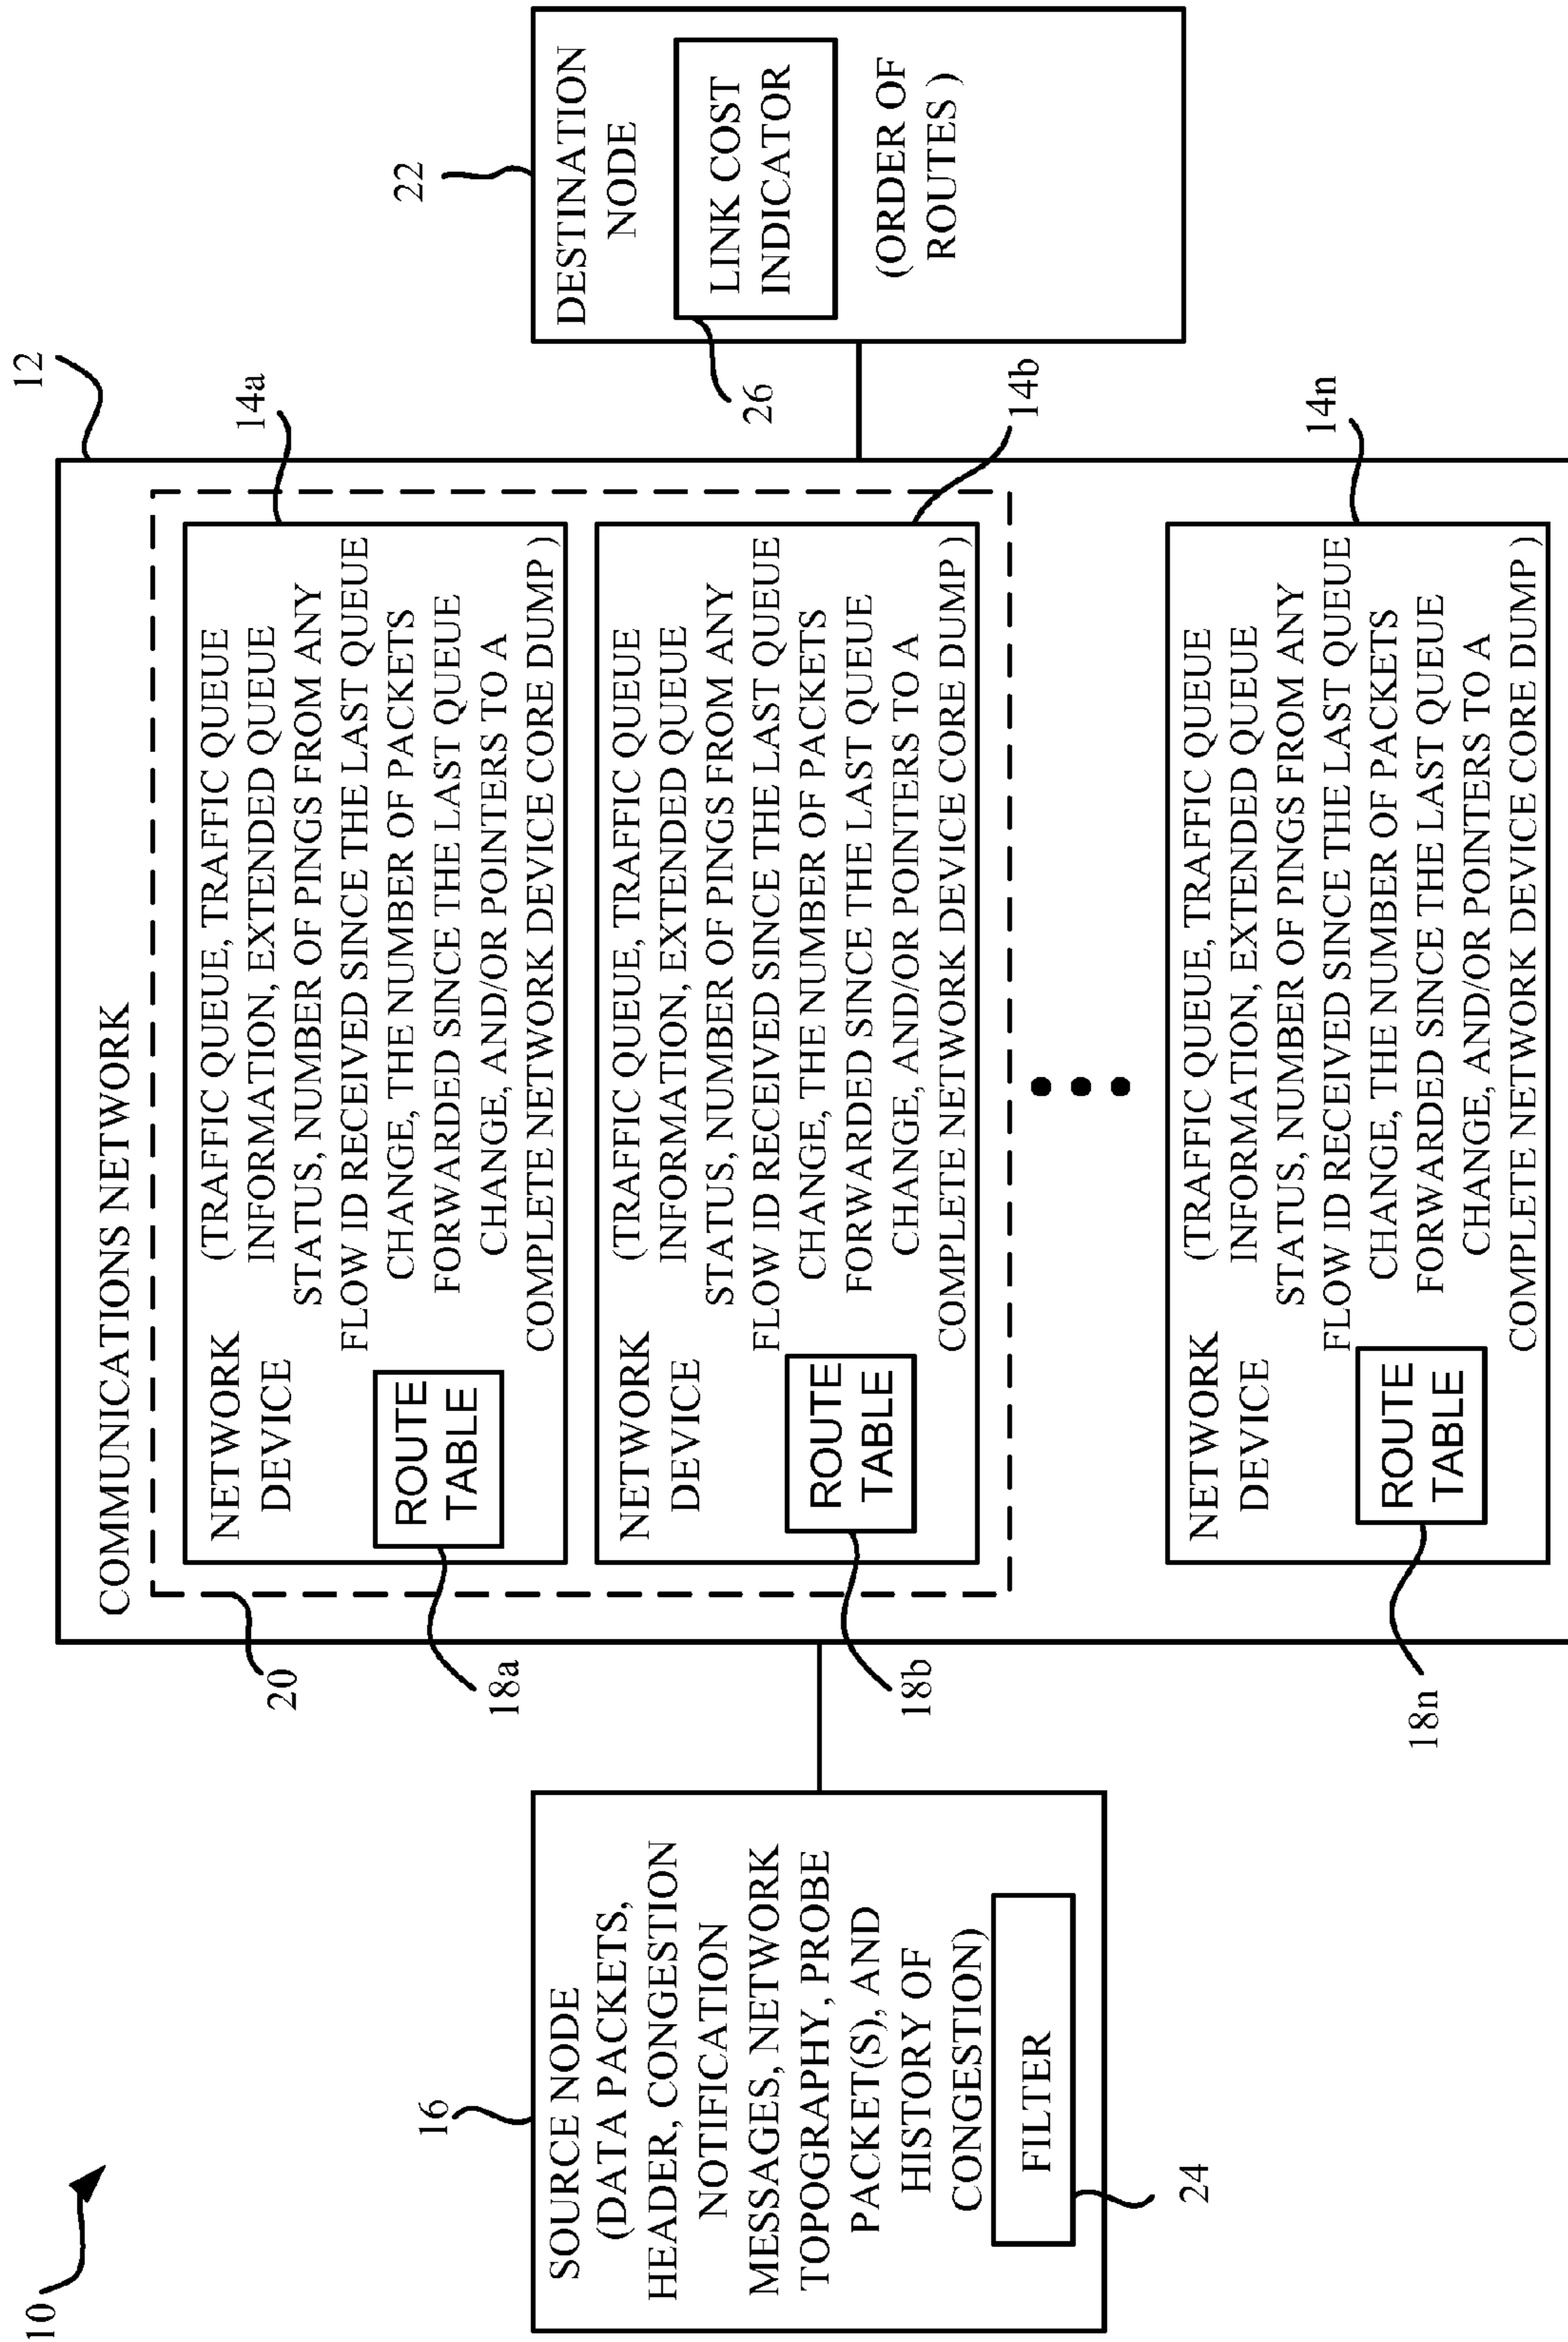 10
16
SOURCE NODE
(DATA PACKETS,
HEADER, CONGESTION
NOTIFICATION
MESSAGES, NETWORK
TOPOGRAPHY, PROBE
PACKET(S), AND
HISTORY OF
CONGESTION)
FILTER
24
12
COMMUNICATIONS NETWORK
20
14a
NETWORK
DEVICE
(TRAFFIC QUEUE, TRAFFIC QUEUE
INFORMATION, EXTENDED QUEUE
STATUS, NUMBER OF PINGS FROM ANY
FLOW ID RECEIVED SINCE THE LAST QUEUE
CHANGE, THE NUMBER OF PACKETS
FORWARDED SINCE THE LAST QUEUE
CHANGE, AND/OR POINTERS TO A
COMPLETE NETWORK DEVICE CORE DUMP )
ROUTE
TABLE
18a
14b
NETWORK
DEVICE
(TRAFFIC QUEUE, TRAFFIC QUEUE
INFORMATION, EXTENDED QUEUE
STATUS, NUMBER OF PINGS FROM ANY
FLOW ID RECEIVED SINCE THE LAST QUEUE
CHANGE, THE NUMBER OF PACKETS
FORWARDED SINCE THE LAST QUEUE
CHANGE, AND/OR POINTERS TO A
COMPLETE NETWORK DEVICE CORE DUMP )
ROUTE
TABLE
18b
14n
NETWORK
DEVICE
(TRAFFIC QUEUE, TRAFFIC QUEUE
INFORMATION, EXTENDED QUEUE
STATUS, NUMBER OF PINGS FROM ANY
FLOW ID RECEIVED SINCE THE LAST QUEUE
CHANGE, THE NUMBER OF PACKETS
FORWARDED SINCE THE LAST QUEUE
CHANGE, AND/OR POINTERS TO A
COMPLETE NETWORK DEVICE CORE DUMP )
ROUTE
TABLE
18n
22
DESTINATION
NODE
LINK COST
INDICATOR
26
(ORDER OF
ROUTES )